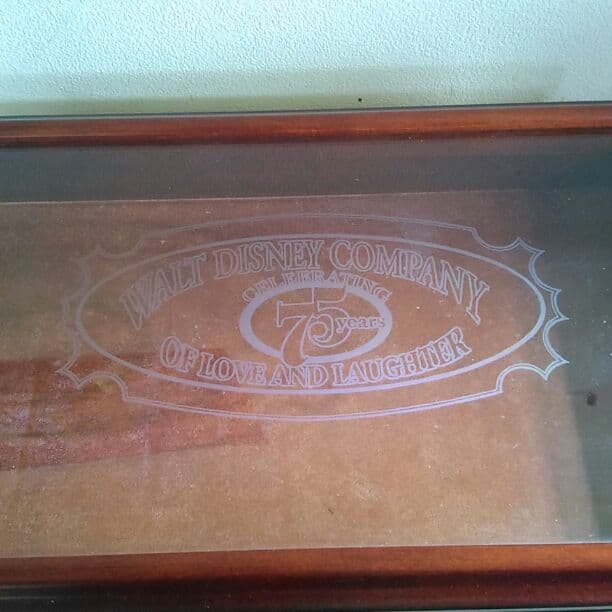 WALT DISNEY COMPANY
CELEBRATING
75 years
OF LOVE AND LAUGHTER